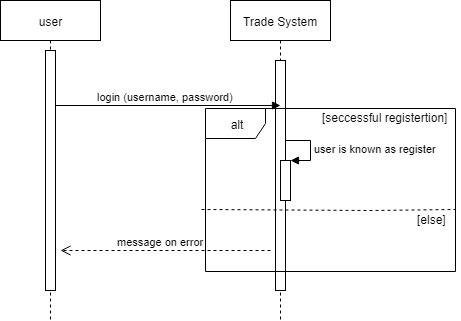 user
Trade System
login (username, password)
[seccessful registertion]
alt
user is known as register
[else]
message on error